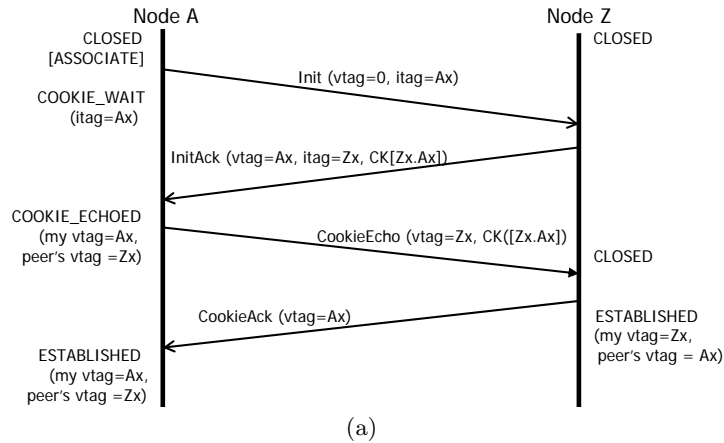 Node A
Node Z
CLOSED
[ASSOCIATE]
CLOSED
Init (vtag=0, itag=Ax)
COOKIE_WAIT
(itag=Ax)
InitAck (vtag=Ax, itag=Zx, CK[Zx.Ax])
COOKIE_ECHOED
(my vtag=Ax,
peer's vtag =Zx)
CookieEcho (vtag=Zx, CK([Zx.Ax])
CLOSED
CookieAck (vtag=Ax)
ESTABLISHED
(my vtag=Zx,
peer's vtag = Ax)
ESTABLISHED
(my vtag=Ax,
peer's vtag =Zx)
(a)